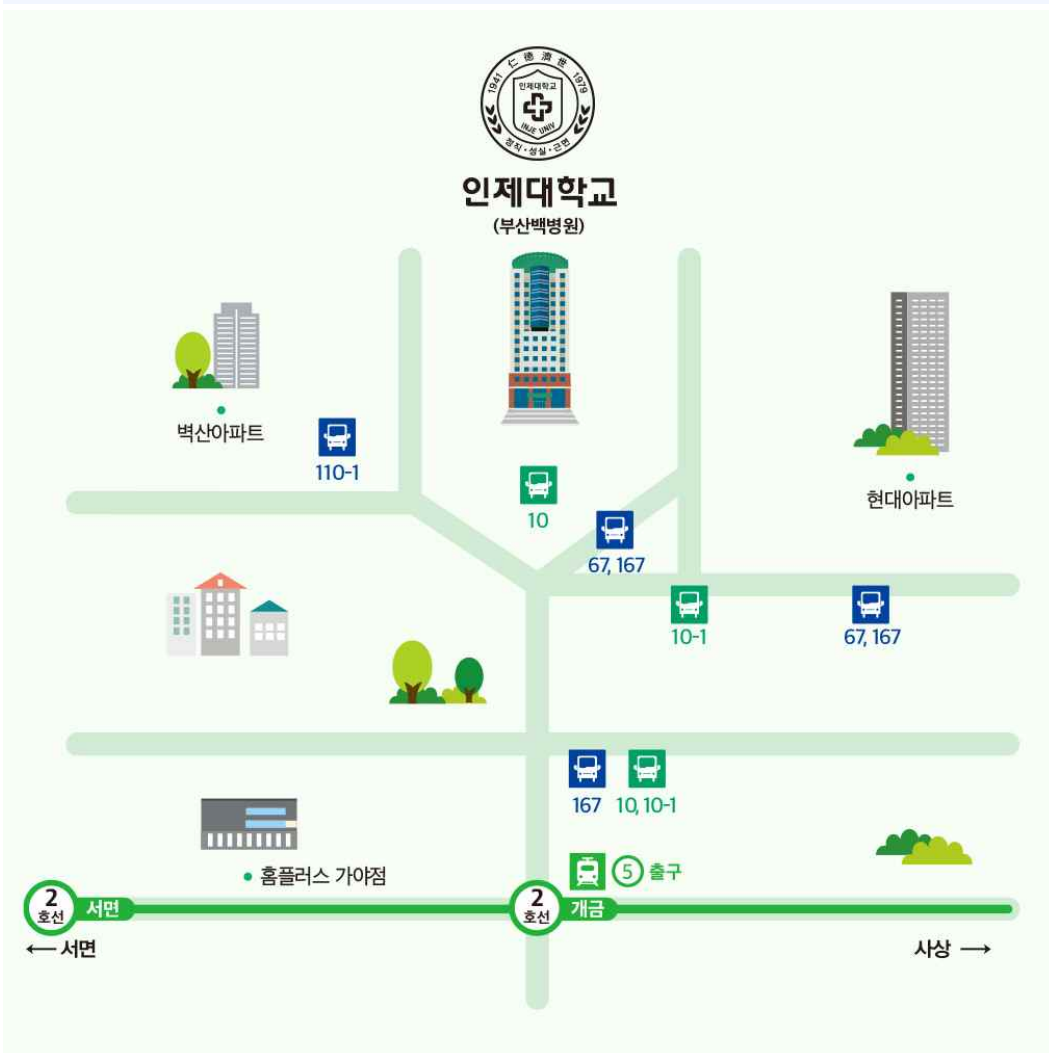 仁德濟世
1941
1979
인제대학교
INJE UNIV
정직·성실·근면
인제대학교
(부산백병원)
벽산아파트
110-1
10
현대아파트
67, 167
10-1
67, 167
167
10, 10-1
홈플러스 가야점
5 출구
2
호선
서면
2
호선
개금
← 서면
사상 →